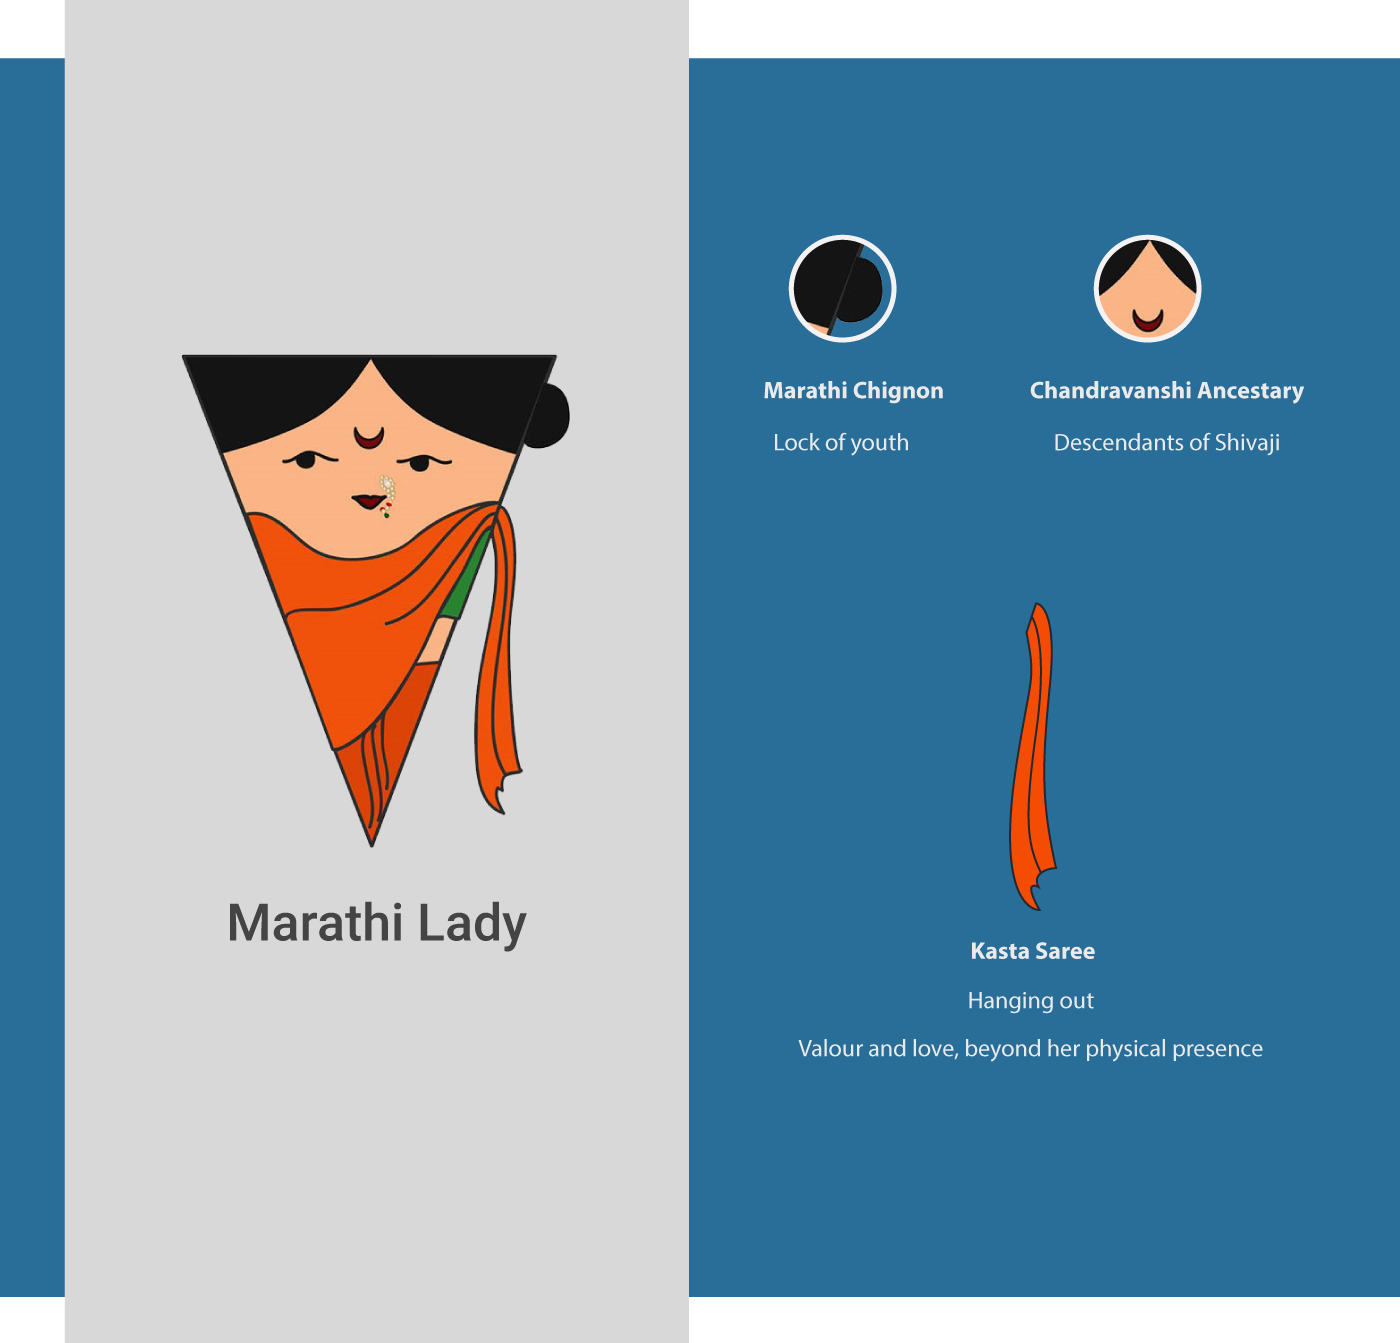 Marathi Lady
Marathi Chignon
Lock of youth
Chandravanshi Ancestary
Descendants of Shivaji
Kasta Saree
Hanging out
Valour and love, beyond her physical presence